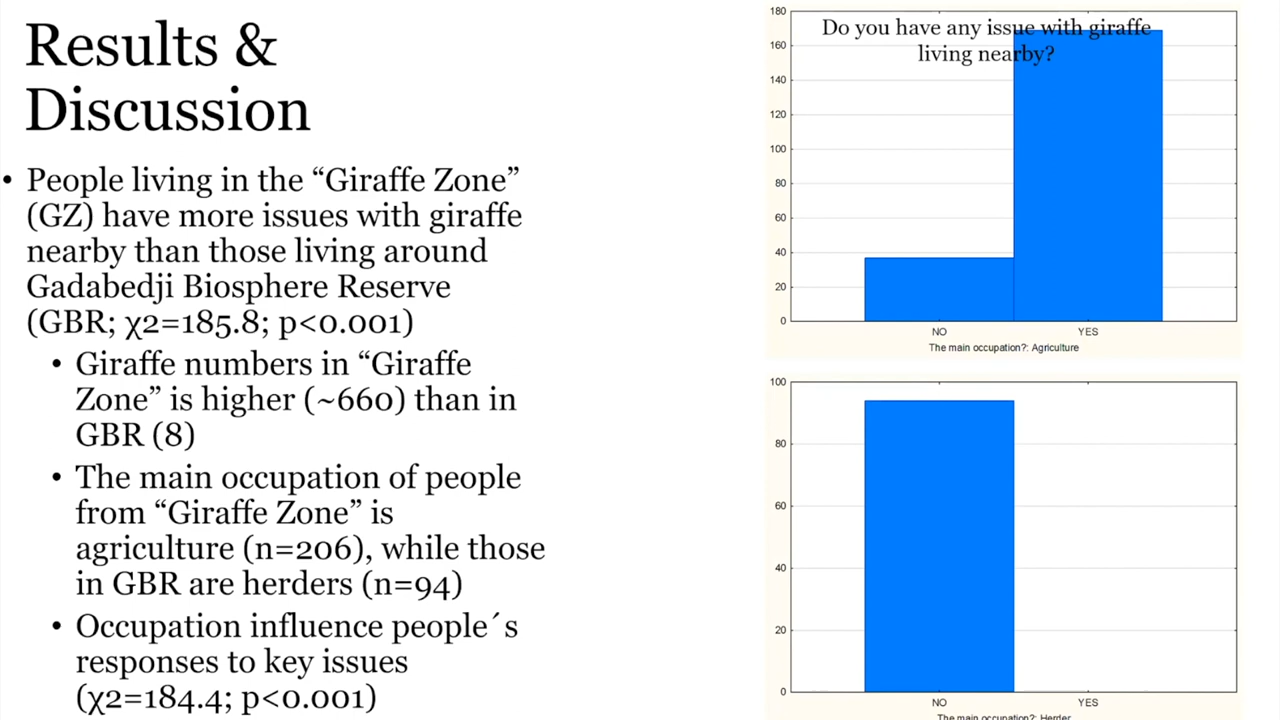 Results &
Discussion
• People living in the “Giraffe Zone”
(GZ) have more issues with giraffe
nearby than those living around
Gadabedji Biosphere Reserve
(GBR; χ2=185.8; p<0.001)
• Giraffe numbers in “Giraffe
Zone” is higher (~660) than in
GBR (8)
• The main occupation of people
from “Giraffe Zone” is
agriculture (n=206), while those
in GBR are herders (n=94)
• Occupation influence people´s
responses to key issues
(χ2=184.4; p<0.001)
Do you have any issue with giraffe
living nearby?
180
160
140
120
100
80
60
40
20
0
NO YES
The main occupation?: Agriculture
100
80
60
40
20
0
NO YES
The main occupation?: Herder